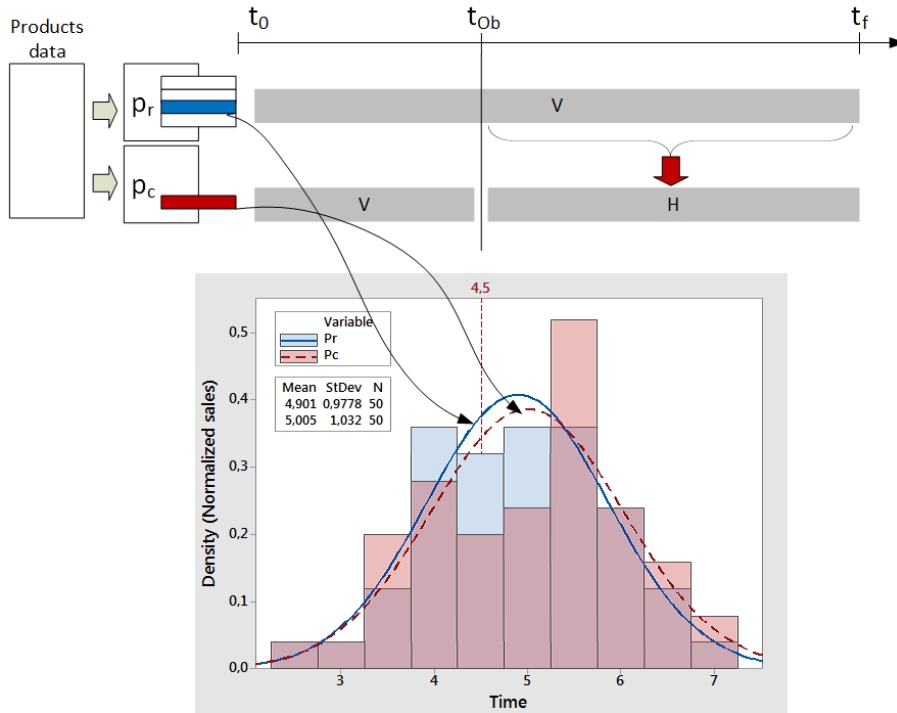 Products
data
t0
tOb
tf
pr
V
pc
V
H
4,5
Variable
Pr
Pc
Mean StDev N
4,901 0,9778 50
5,005 1,032 50
Density (Normalized sales)
0,5
0,4
0,3
0,2
0,1
0,0
3 4 5 6 7
Time